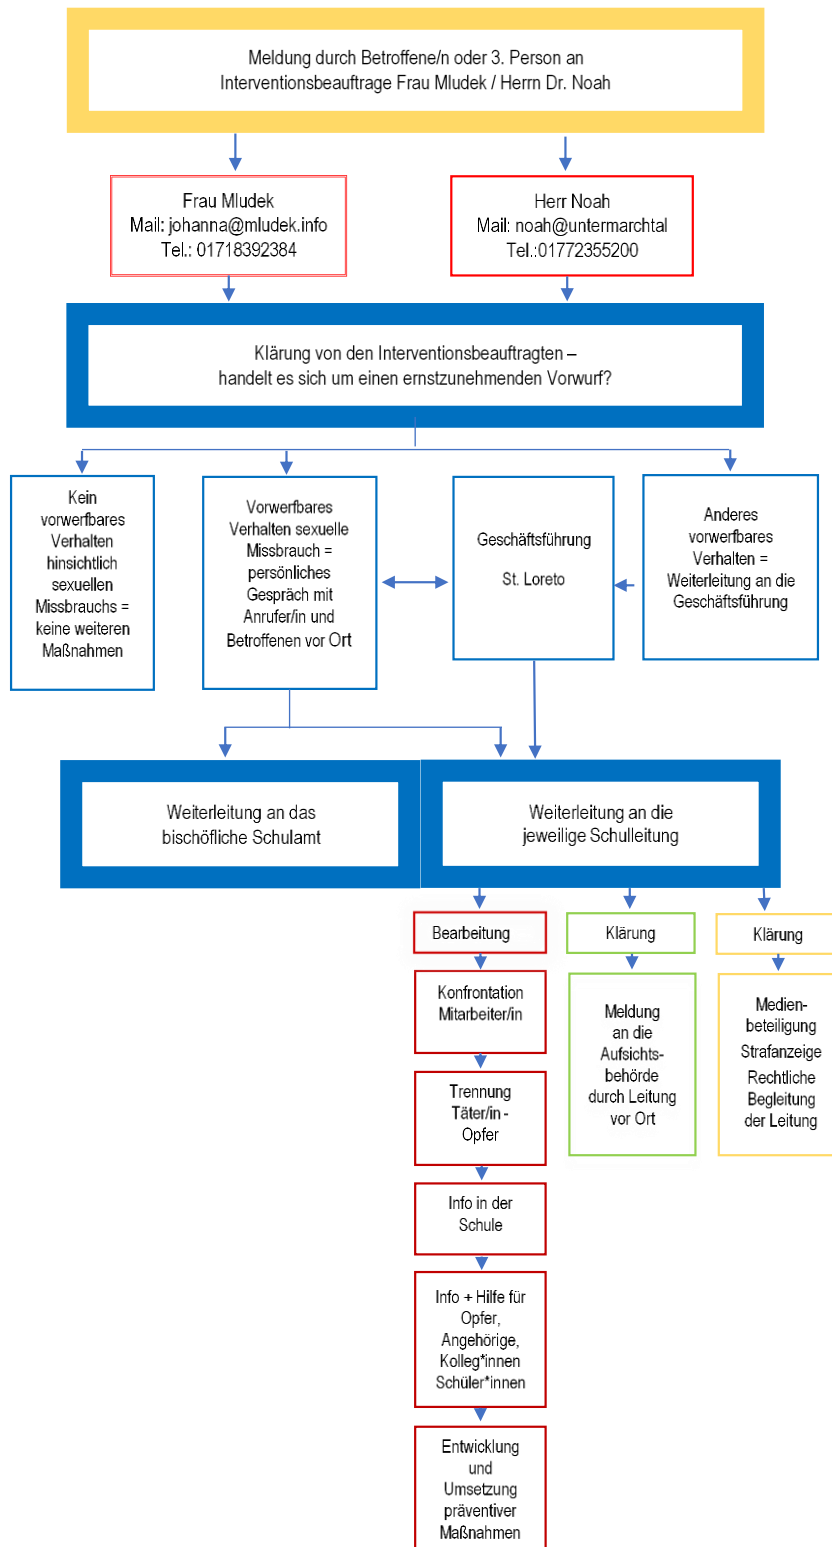 Meldung durch Betroffene/n oder 3. Person an
Interventionsbeauftrage Frau Mludek / Herrn Dr. Noah
Frau Mludek
Mail: johanna@mludek.info
Tel.: 01718392384
Herr Noah
Mail: noah@untermarchtal
Tel.:01772355200
Klärung von den Interventionsbeauftragten –
handelt es sich um einen ernstzunehmenden Vorwurf?
Kein
vorwerfbares
Verhalten
hinsichtlich
sexuellen
Missbrauchs =
keine weiteren
Maßnahmen
Vorwerfbares
Verhalten sexuelle
Missbrauch =
persönliches
Gespräch mit
Anrufer/in und
Betroffenen vor Ort
Geschäftsführung
St. Loreto
Anderes
vorwerfbares
Verhalten =
Weiterleitung an die
Geschäftsführung
Weiterleitung an das
bischöfliche Schulamt
Weiterleitung an die
jeweilige Schulleitung
Bearbeitung
Konfrontation
Mitarbeiter/in
Trennung
Täter/in -
Opfer
Info in der
Schule
Info + Hilfe für
Opfer,
Angehörige,
Kolleg*innen
Schüler*innen
Entwicklung
und
Umsetzung
präventiver
Maßnahmen
Klärung
Meldung
an die
Aufsichts-
behörde
durch Leitung
vor Ort
Klärung
Medien-
beteiligung
Strafanzeige
Rechtliche
Begleitung
der Leitung